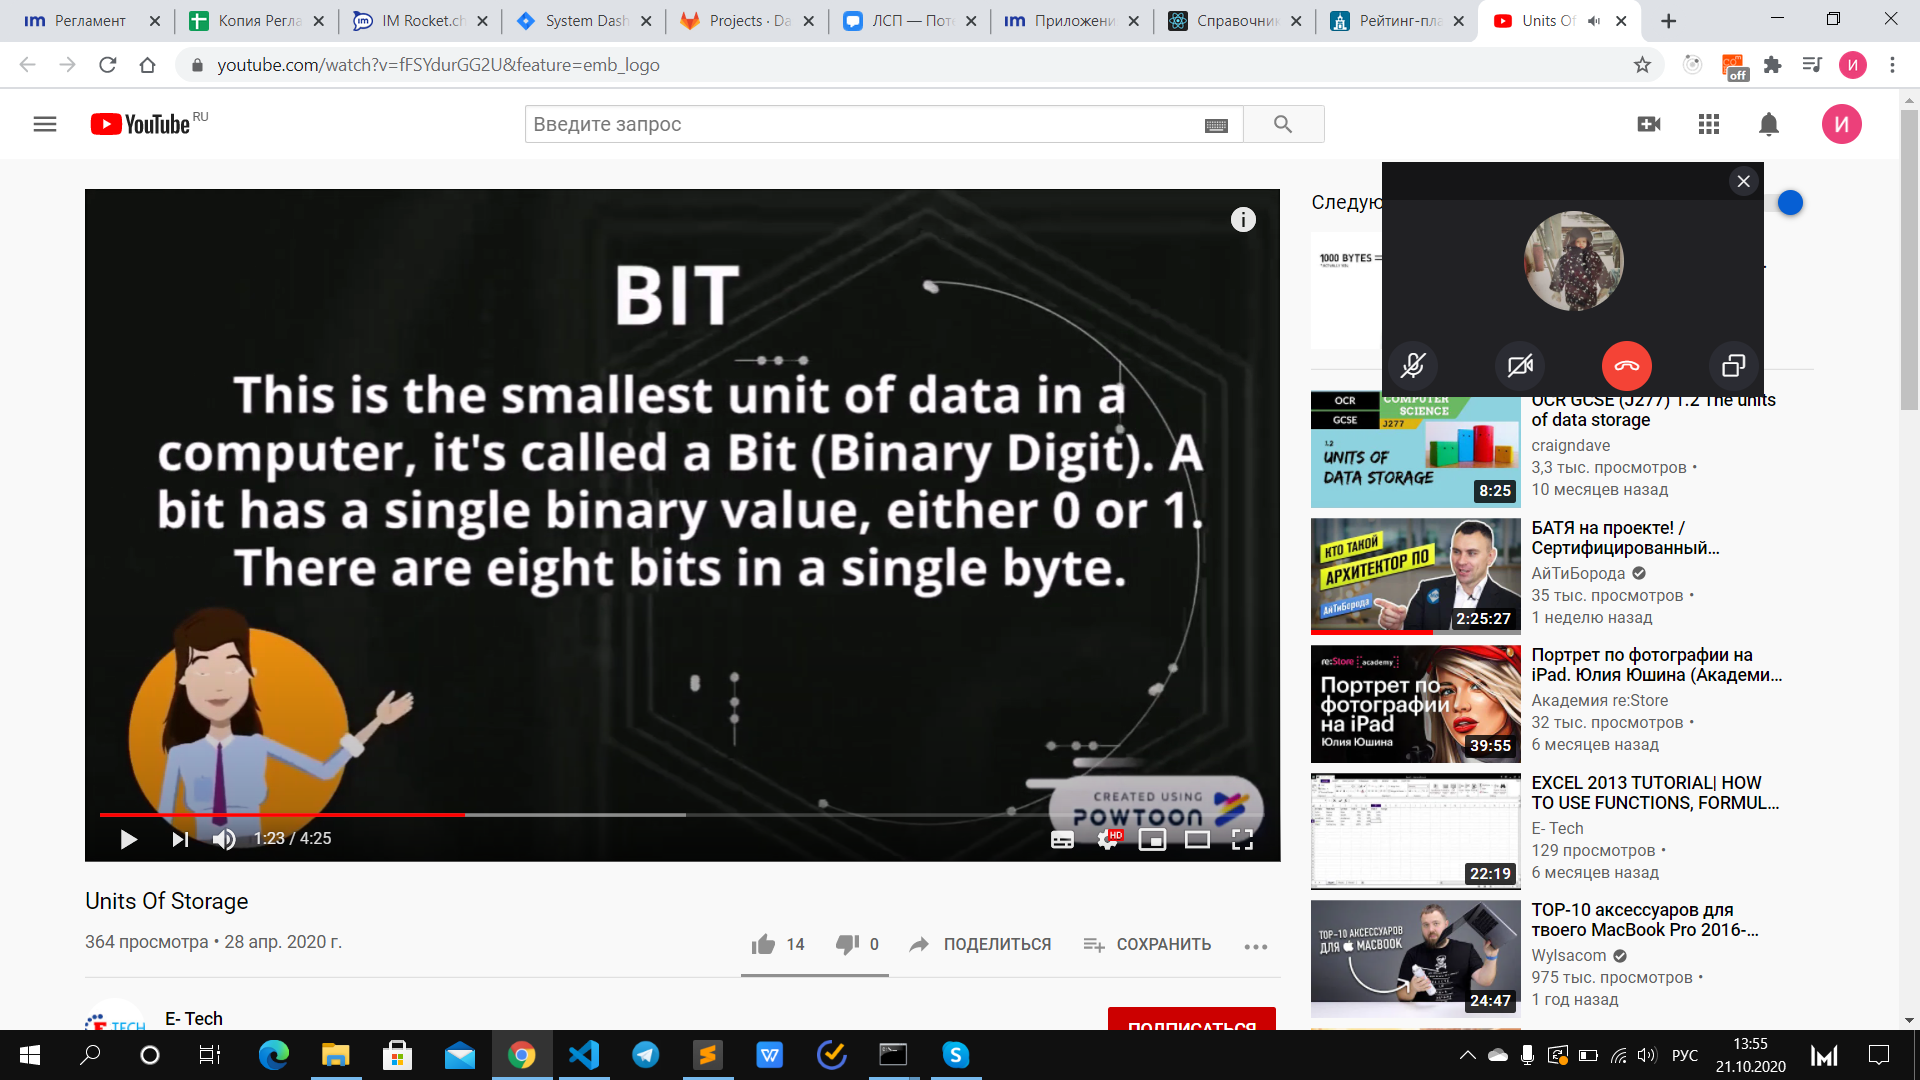 Регламент
Копия Регла
IM Rocket.ch
System Dash
Projects · Da
ЛСП — Пот
Приложени
Справочник
Рейтинг-пла
Units Of
youtube.com/watch?v=fFSYdurGG2U&feature=emb_logo
off
И
YouTube RU
Введите запрос
И
BIT
This is the smallest unit of data in a
computer, it's called a Bit (Binary Digit). A
bit has a single binary value, either 0 or 1.
There are eight bits in a single byte.
CREATED USING
POWTOON
1:23 / 4:25
HD
Units Of Storage
364 просмотра • 28 апр. 2020 г.
14
0
ПОДЕЛИТЬСЯ
СОХРАНИТЬ
E- Tech
ПОДПИСАТЬСЯ
Следую
1000 BYTES =
OCR
GCSE
COMPUTER
SCIENCE
J277
1.2
UNITS OF
DATA STORAGE
8:25
OCR GCSE (J277) 1.2 The units
of data storage
craigndave
3,3 тыс. просмотров •
10 месяцев назад
КТО ТАКОЙ
АРХИТЕКТОР ПО
АйТиБорода
2:25:27
БАТЯ на проекте! /
Сертифицированный...
АйТиБорода
35 тыс. просмотров •
1 неделю назад
re:Store academy
Портрет по
фотографии
на iPad
Юлия Юшина
39:55
Портрет по фотографии на
iPad. Юлия Юшина (Академи...
Академия re:Store
32 тыс. просмотров •
6 месяцев назад
22:19
EXCEL 2013 TUTORIAL| HOW
TO USE FUNCTIONS, FORMUL...
E- Tech
129 просмотров •
6 месяцев назад
ТОР-10 АКСЕССУАРОВ
ДЛЯ MACBOOK
24:47
ТОР-10 аксессуаров для
твоего MacBook Pro 2016-...
Wylsacom
975 тыс. просмотров •
1 год назад
РУС
13:55
21.10.2020